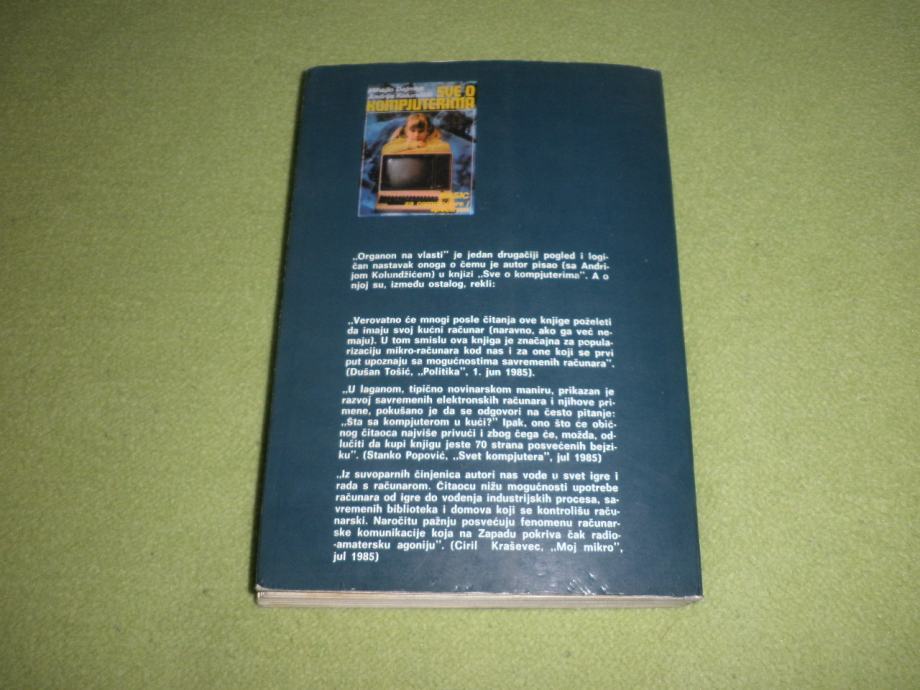 SVE O
KOMPJUTERIMA
„Organon na vlasti" je jedan drugačiji pogled i logi-
čan nastavak onoga o čemu je autor pisao (sa Andri-
jom Kolundžićem) u knjizi „Sve o kompjuterima". A o
njoj su, između ostalog, rekli:
„Verovatno će mnogi posle čitanja ove knjige poželeti
da imaju svoj kućni računar (naravno, ako ga već ne-
maju). U tom smislu ova knjiga je značajna za popula-
rizaciju mikro-računara kod nas i za one koji se prvi
put upoznaju sa mogućnostima savremenih računara".
(Dušan Tošić, „Politika", 1. jun 1985).
„U laganom, tipično novinarskom maniru, prikazan je
razvoj savremenih elektronskih računara i njihove pri-
mene, pokušano je da se odgovori na često pitanje:
„Šta sa kompjuterom u kući?" Ipak, ono što će obič-
nog čitaoca najviše privući i zbog čega će, možda, od-
lučiti da kupi knjigu jeste 70 strana posvećenih bejzi-
ku". (Stanko Popović, „Svet kompjutera", jul 1985)
„Iz suvoparnih činjenica autori nas vode u svet igre i
rada s računarom. Čitaocu nižu mogućnosti upotrebe
računara od igre do vođenja industrijskih procesa, sa-
vremenih biblioteka i domova koji se kontrolišu raču-
narski. Naročitu pažnju posvećuju fenomenu računar-
ske komunikacije koja na Zapadu pokriva čak radio-
-amatersku agoniju". (Ciril Kraševec, „Moj mikro",
jul 1985)